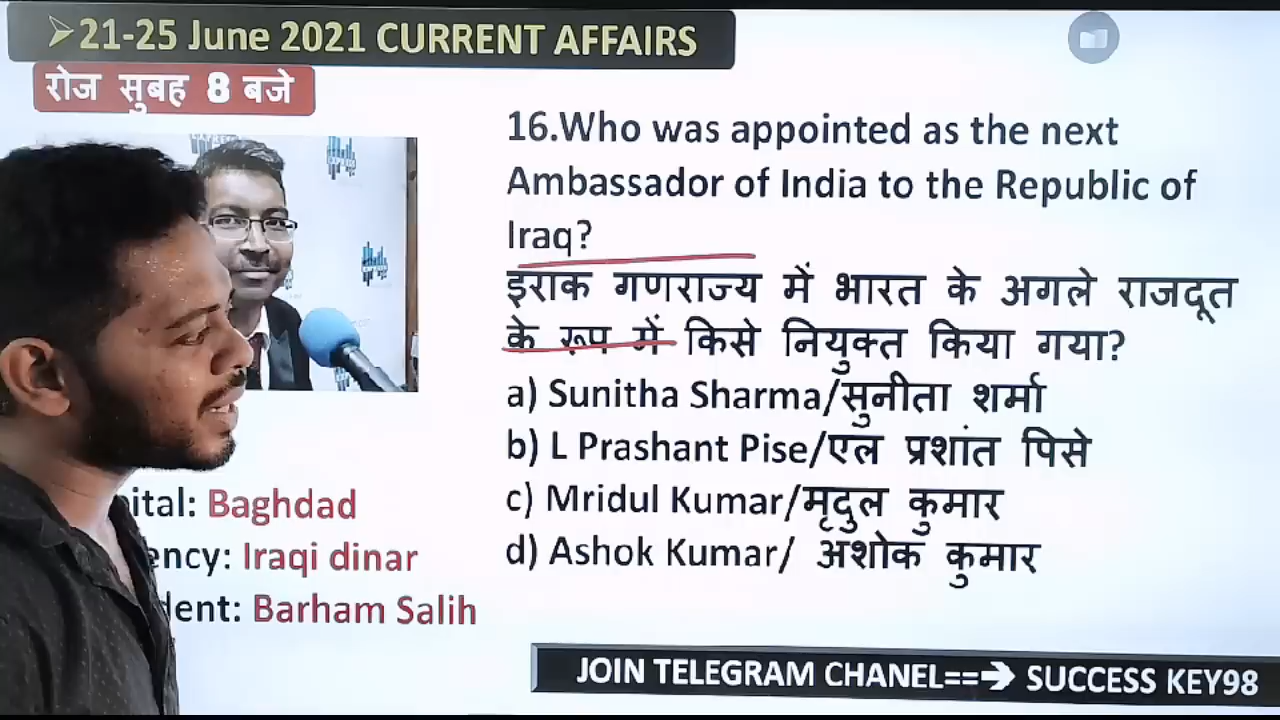 ➢21-25 June 2021 CURRENT AFFAIRS
रोज सुबह 8 बजे
16.Who was appointed as the next
Ambassador of India to the Republic of
Iraq?
इराक गणराज्य में भारत के अगले राजदूत
के रूप में किसे नियुक्त किया गया?
a) Sunitha Sharma/सुनीता शर्मा
b) L Prashant Pise/एल प्रशांत पिसे
c) Mridul Kumar/मृदुल कुमार
d) Ashok Kumar/ अशोक कुमार
ital: Baghdad
ency: Iraqi dinar
dent: Barham Salih
JOIN TELEGRAM CHANEL==➔ SUCCESS KEY98